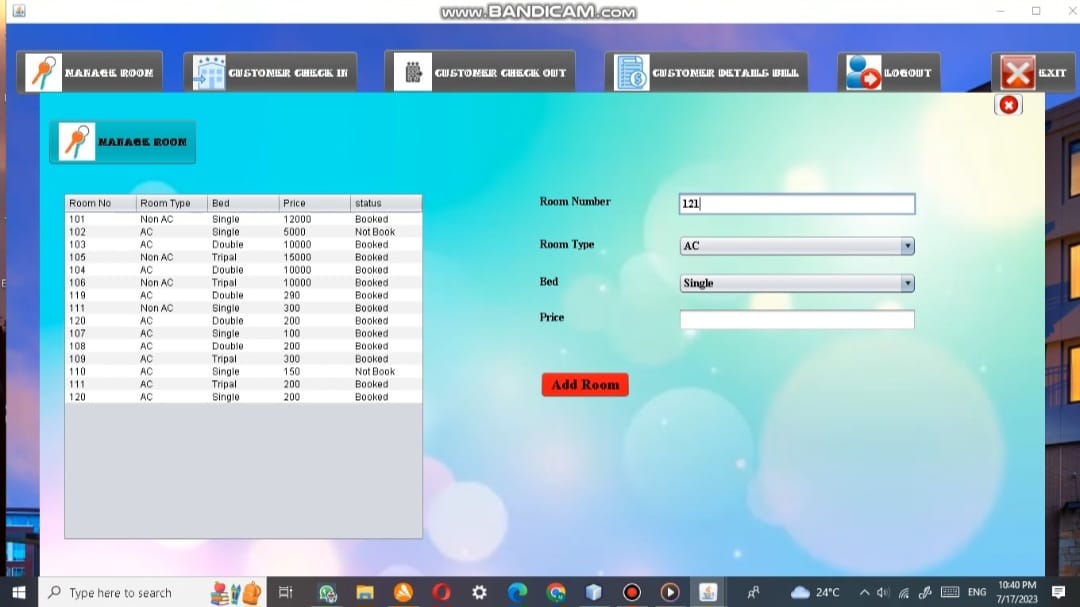 www.BANDICAM.com
MANAGE ROOM
CUSTOMER CHECK IN
CUSTOMER CHECK OUT
CUSTOMER DETAILS BILL
LOGOUT
EXIT
MANAGE ROOM
Room No Room Type Bed Price status
101 Non AC Single 12000 Booked
102 AC Single 5000 Not Book
103 AC Double 10000 Booked
105 Non AC Tripal 15000 Booked
104 AC Double 10000 Booked
106 Non AC Tripal 10000 Booked
119 AC Double 290 Booked
111 Non AC Single 300 Booked
120 AC Double 200 Booked
107 AC Single 100 Booked
108 AC Double 200 Booked
109 AC Tripal 300 Booked
110 AC Single 150 Not Book
111 AC Tripal 200 Booked
120 AC Single 200 Booked
Room Number 121
Room Type AC
Bed Single
Price
Add Room
Type here to search
24°C
ENG
10:40 PM
7/17/2023